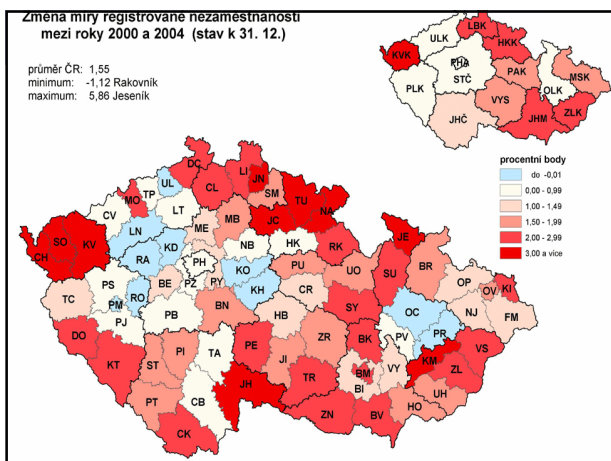 Změna míry registrované nezaměstnanosti
mezi roky 2000 a 2004 (stav k 31. 12.)
průměr ČR: 1,55
minimum: -1,12 Rakovník
maximum: 5,86 Jeseník
LBK
ULK
HKK
KVK
PHA
STČ
PAK
MSK
OLK
PLK
VYS
ZLK
JHČ
JHM
procentní body
do -0,01
0,00 - 0,99
1,00 - 1,49
1,50 - 1,99
2,00 - 2,99
3,00 a více
DC
LI
UL
JN
TP
CL
SM
MO
TU
CV
LT
NA
MB
JC
ME
LN
SO
KV
KD
NB
HK
RK
JE
CH
RA
PH
KO
BR
PU
UO
SU
PS
BE
PZ
PY
KH
OP
TC
RO
CR
OV
KI
PM
BN
SY
OC
NJ
FM
PJ
PB
HB
PR
DO
TA
PE
ZR
BK
PV
VS
ST
PI
JI
KM
KT
TR
BM
VY
ZL
BI
PT
CB
JH
UH
HO
CK
ZN
BV